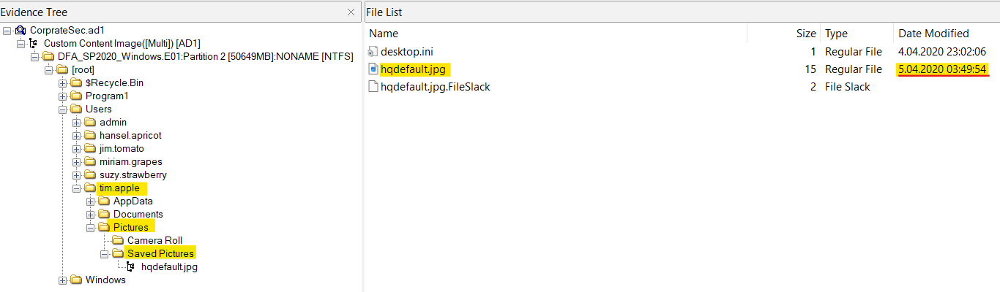 Evidence Tree
CorprateSec.ad1
Custom Content Image([Multi]) [AD1]
DFA_SP2020_Windows.E01:Partition 2 [50649MB]:NONAME [NTFS]
[root]
$Recycle.Bin
Program1
Users
admin
hansel.apricot
jim.tomato
miriam.grapes
suzy.strawberry
tim.apple
AppData
Documents
Pictures
Camera Roll
Saved Pictures
hqdefault.jpg
Windows
File List
Name Size Type Date Modified
desktop.ini 1 Regular File 4.04.2020 23:02:06
hqdefault.jpg 15 Regular File 5.04.2020 03:49:54
hqdefault.jpg.FileSlack 2 File Slack